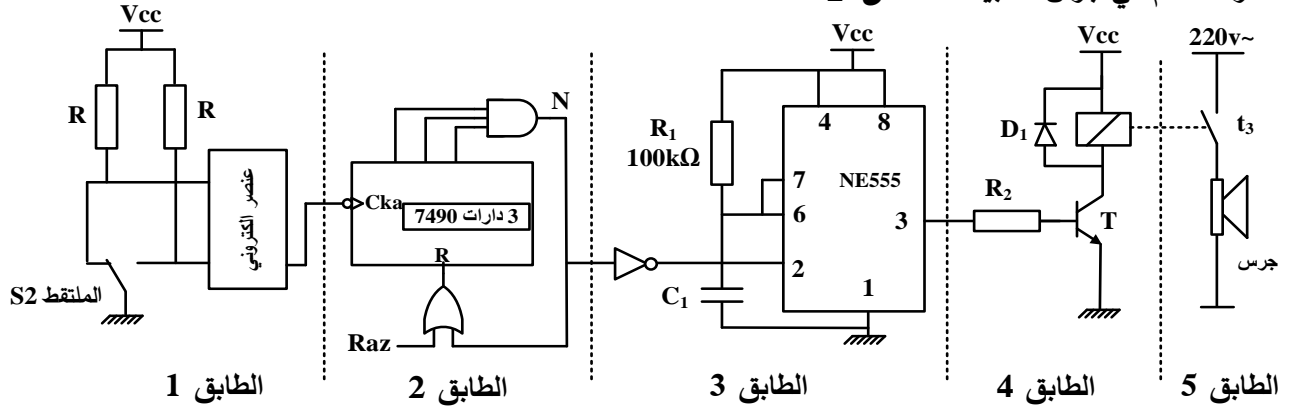 Vcc
R
R
عنصر الكتروني
الملتقط S2
الطابق 1
N
Cka
3 دارات 7490
R
Raz
الطابق 2
Vcc
R₁
100kΩ
C₁
4
8
7
6
2
NE555
3
1
الطابق 3
Vcc
D₁
R₂
T
الطابق 4
220v~
t₃
جرس
الطابق 5